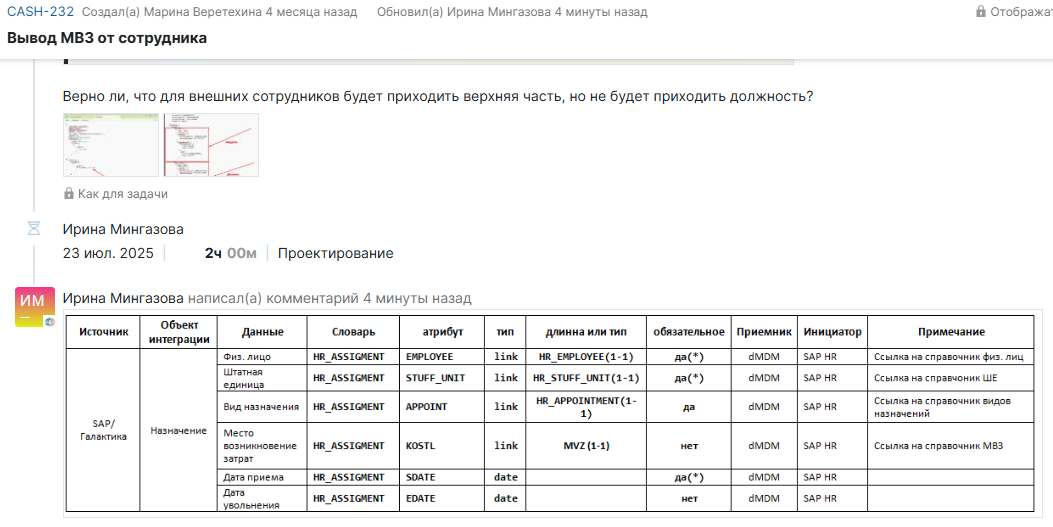 CASH-232 Создал(а) Марина Веретехина 4 месяца назад Обновил(а) Ирина Мингазова 4 минуты назад Отображат
Вывод МВЗ от сотрудника
Верно ли, что для внешних сотрудников будет приходить верхняя часть, но не будет приходить должность?
Как для задачи
Ирина Мингазова
23 июл. 2025 2ч 00м Проектирование
ИМ
Ирина Мингазова написал(а) комментарий 4 минуты назад
Источник Объект интеграции Данные Словарь атрибут тип длинна или тип обязательное Приемник Инициатор Примечание
SAP/Галактика Назначение
Физ. лицо HR_ASSIGMENT EMPLOYEE link HR_EMPLOYEE(1-1) да(*) dMDM SAP HR Ссылка на справочник физ. лиц
Штатная единица HR_ASSIGMENT STUFF_UNIT link HR_STUFF_UNIT(1-1) да(*) dMDM SAP HR Ссылка на справчоник ШЕ
Вид назначения HR_ASSIGMENT APPOINT link HR_APPOINTMENT(1-1) да dMDM SAP HR Ссылка на справочник видов назначений
Место возникновение затрат HR_ASSIGMENT KOSTL link MVZ (1-1) нет dMDM SAP HR Ссылка на справочник МВЗ
Дата приема HR_ASSIGMENT SDATE date да(*) dMDM SAP HR
Дата увольнения HR_ASSIGMENT EDATE date нет dMDM SAP HR